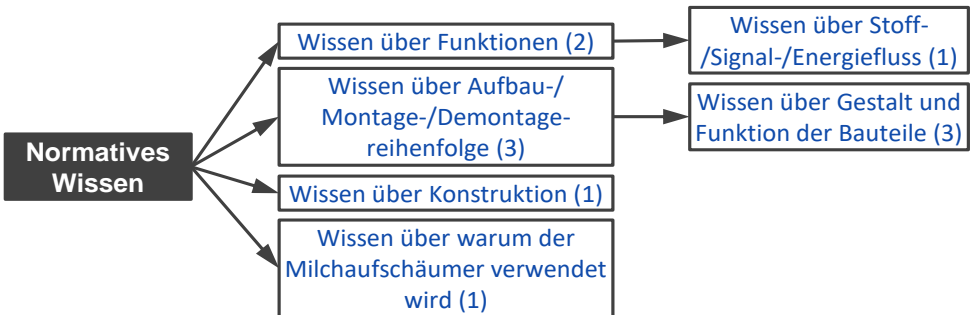 Normatives
Wissen
Wissen über Funktionen (2)
Wissen über Stoff-
/Signal-/Energiefluss (1)
Wissen über Aufbau-/
Montage-/Demontage-
reihenfolge (3)
Wissen über Gestalt und
Funktion der Bauteile (3)
Wissen über Konstruktion (1)
Wissen über warum der
Milchaufschäumer verwendet
wird (1)